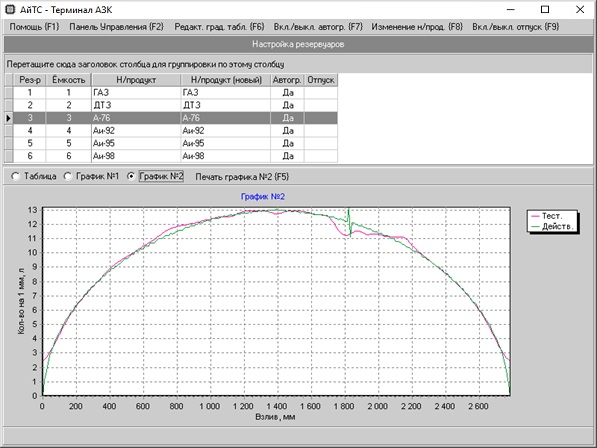 АйТС - Терминал АЗК
Помощь (F1) Панель Управления (F2) Редакт. град. табл. (F6) Вкл./выкл. автогр. (F7) Изменение н/прод. (F8) Вкл./выкл. отпуск (F9)
Настройка резервуаров
Перетащите сюда заголовок столбца для группировки по этому столбцу
Рез-р Ёмкость Н/продукт Н/продукт (новый) Автогр. Отпуск
1 1 ГАЗ ГАЗ Да
2 2 ДТЗ ДТЗ Да
3 3 А-76 А-76 Да
4 4 Аи-92 Аи-92 Да
5 5 Аи-95 Аи-95 Да
6 6 Аи-98 Аи-98 Да
Таблица График №1 График №2 Печать графика №2 (F5)
График №2
Кол-во на 1 мм, л
13
12
11
10
9
8
7
6
5
4
3
2
1
0
Тест.
Действ.
0 200 400 600 800 1 000 1 200 1 400 1 600 1 800 2 000 2 200 2 400 2 600
Взлив, мм